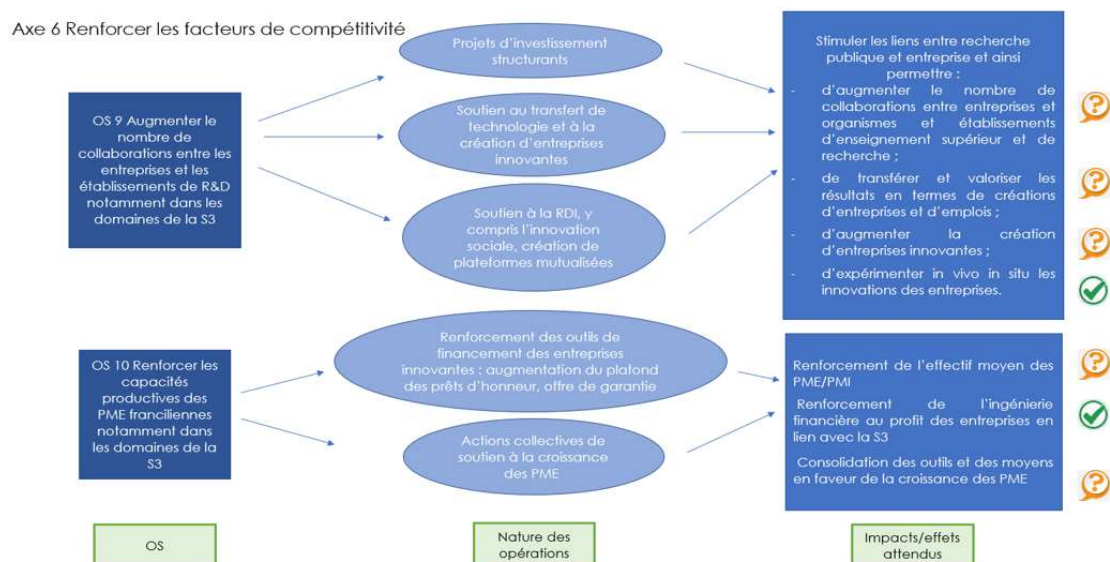 Axe 6 Renforcer les facteurs de compétitivité
OS 9 Augmenter le
nombre de
collaborations entre les
entreprises et les
établissements de R&D
notamment dans les
domaines de la S3
Projets d'investissement
structurants
Soutien au transfert de
technologie et à la
création d'entreprises
innovantes
Soutien à la RDI, y
compris l'innovation
sociale, création de
plateformes mutualisées
Stimuler les liens entre recherche
publique et entreprise et ainsi
permettre :
- d'augmenter le nombre de
collaborations entre entreprises et
organismes et établissements
d'enseignement supérieur et de
recherche ;
- de transférer et valoriser les
résultats en termes de créations
d'entreprises et d'emplois ;
- d'augmenter la création
d'entreprises innovantes ;
- d'expérimenter in vivo in situ les
innovations des entreprises.
OS 10 Renforcer les
capacités
productives des
PME franciliennes
notamment dans
les domaines de la
S3
Renforcement des outils de
financement des entreprises
innovantes : augmentation du plafond
des prêts d'honneur, offre de garantie
Actions collectives de
soutien à la croissance
des PME
Renforcement de l'effectif moyen des
PME/PMI
Renforcement de l'ingénierie
financière au profit des entreprises en
lien avec la S3
Consolidation des outils et des moyens
en faveur de la croissance des PME
OS
Nature des
opérations
Impacts/effets
attendus